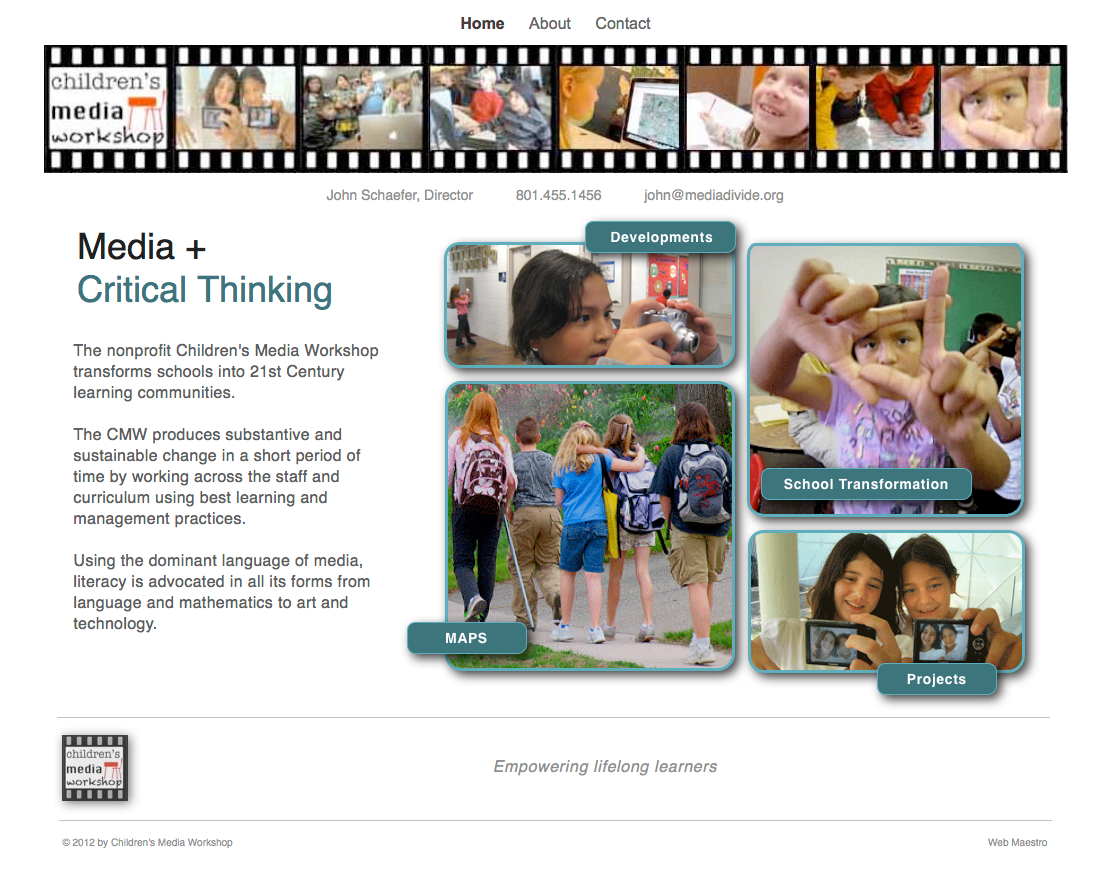 Home About Contact
children's
media
workshop
John Schaefer, Director 801.455.1456 john@mediadivide.org
Media +
Critical Thinking
The nonprofit Children's Media Workshop
transforms schools into 21st Century
learning communities.
The CMW produces substantive and
sustainable change in a short period of
time by working across the staff and
curriculum using best learning and
management practices.
Using the dominant language of media,
literacy is advocated in all its forms from
language and mathematics to art and
technology.
Developments
School Transformation
MAPS
Projects
children's
media
workshop
Empowering lifelong learners
© 2012 by Children's Media Workshop
Web Maestro